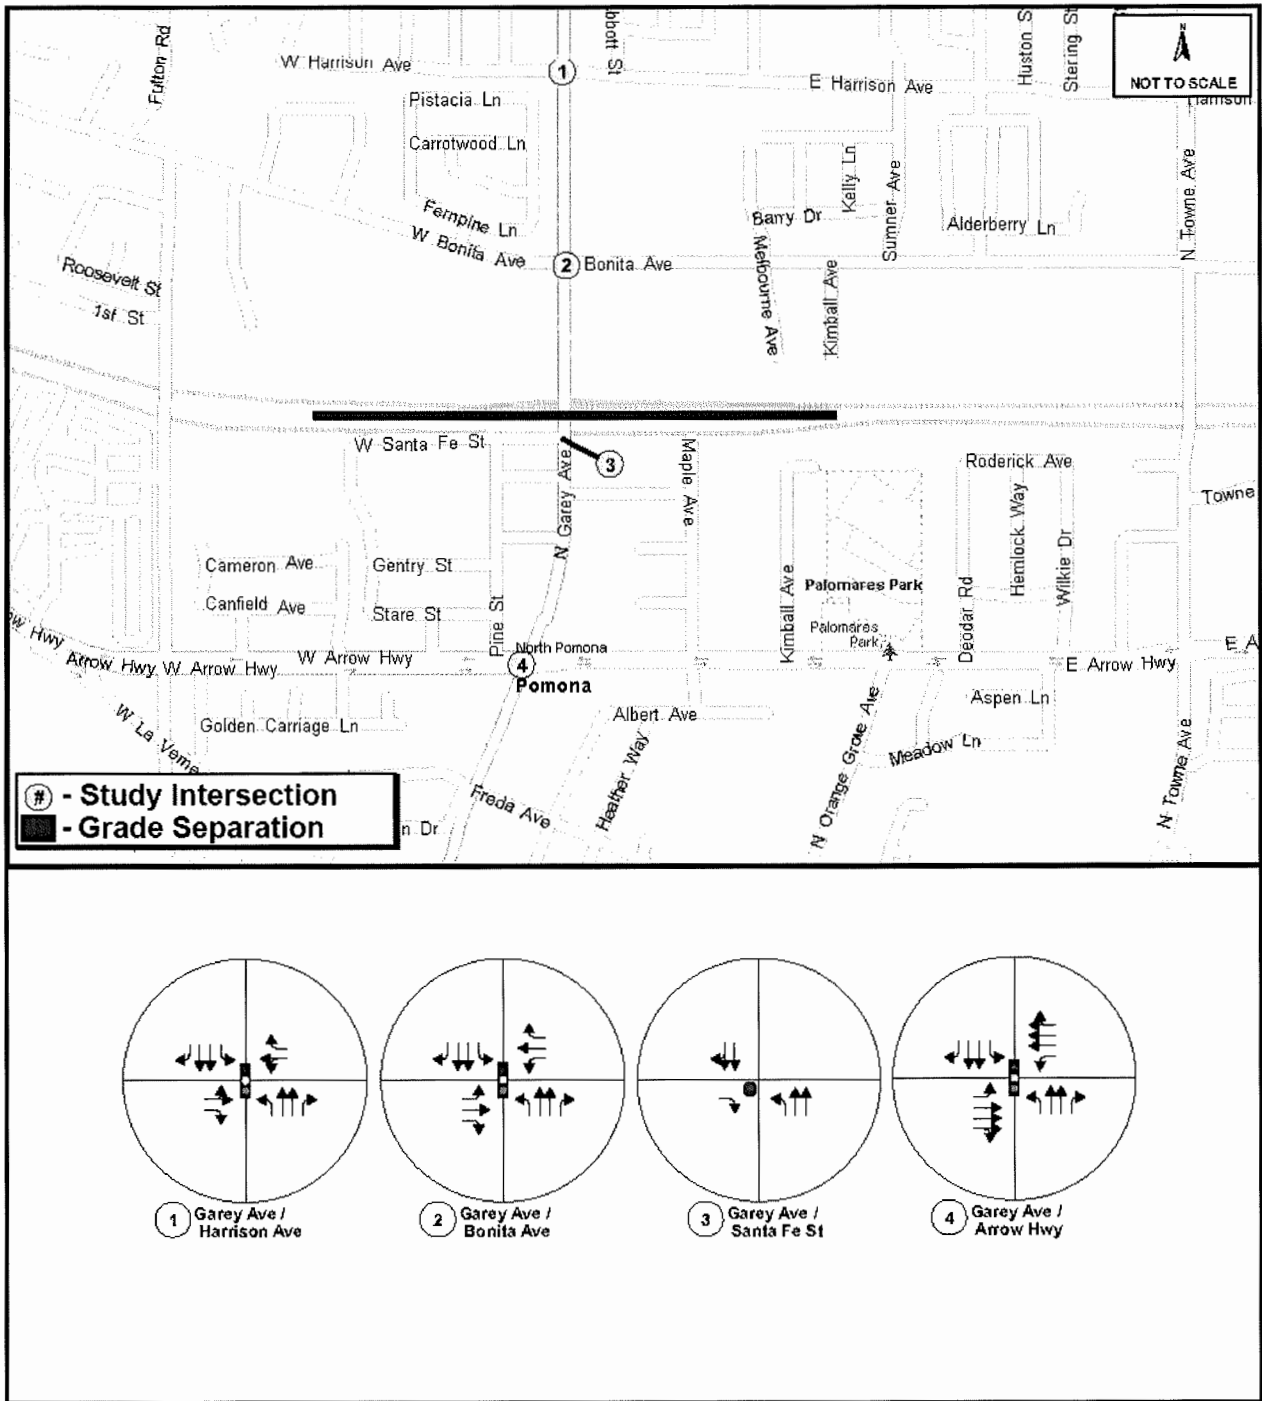 Fulton Rd
W Harrison Ave
bbott St
Huston S
Stering St
N
NOT TO SCALE
1
E Harrison Ave
Harrison
Pistacia Ln
Carrotwood Ln
Kelly Ln
Sumner Ave
N Towne Ave
Fernpine Ln
Barry Dr
Alderberry Ln
W Bonita Ave
2
Bonita Ave
Melbourne Ave
Kimball Ave
Roosevelt St
1st St
W Santa Fe St
3
N Garey Ave
Maple Ave
Roderick Ave
Towne
Hemlock Way
Wilkie Dr
Cameron Ave
Gentry St
Kimball Ave
Palomares Park
Deodar Rd
Canfield Ave
Stare St
Pine St
Palomares
Park
ow Hwy
Arrow Hwy
W Arrow Hwy
W Arrow Hwy
North Pomona
4
Pomona
E Arrow Hwy
E A
Golden Carriage Ln
Albert Ave
Aspen Ln
W La Verne
Heather Way
N Orange Grove Ave
Meadow Ln
N Towne Ave
Freda Ave
n Dr
# - Study Intersection
- Grade Separation
1 Garey Ave /
Harrison Ave
2 Garey Ave /
Bonita Ave
3 Garey Ave /
Santa Fe St
4 Garey Ave /
Arrow Hwy